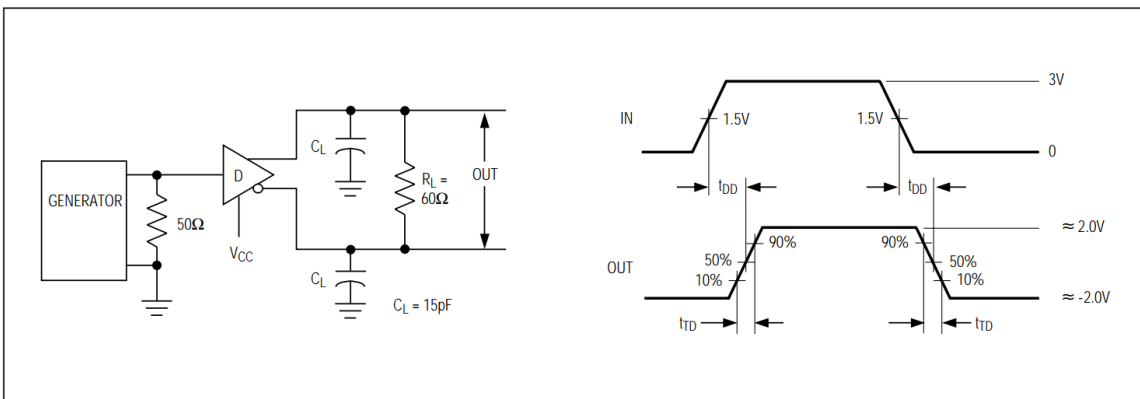 GENERATOR
50Ω
D
VCC
CL
CL
RL =
60Ω
OUT
CL = 15pF
IN
1.5V
1.5V
3V
0
tDD
tDD
OUT
90%
50%
10%
90%
50%
10%
≈ 2.0V
≈ -2.0V
tTD
tTD